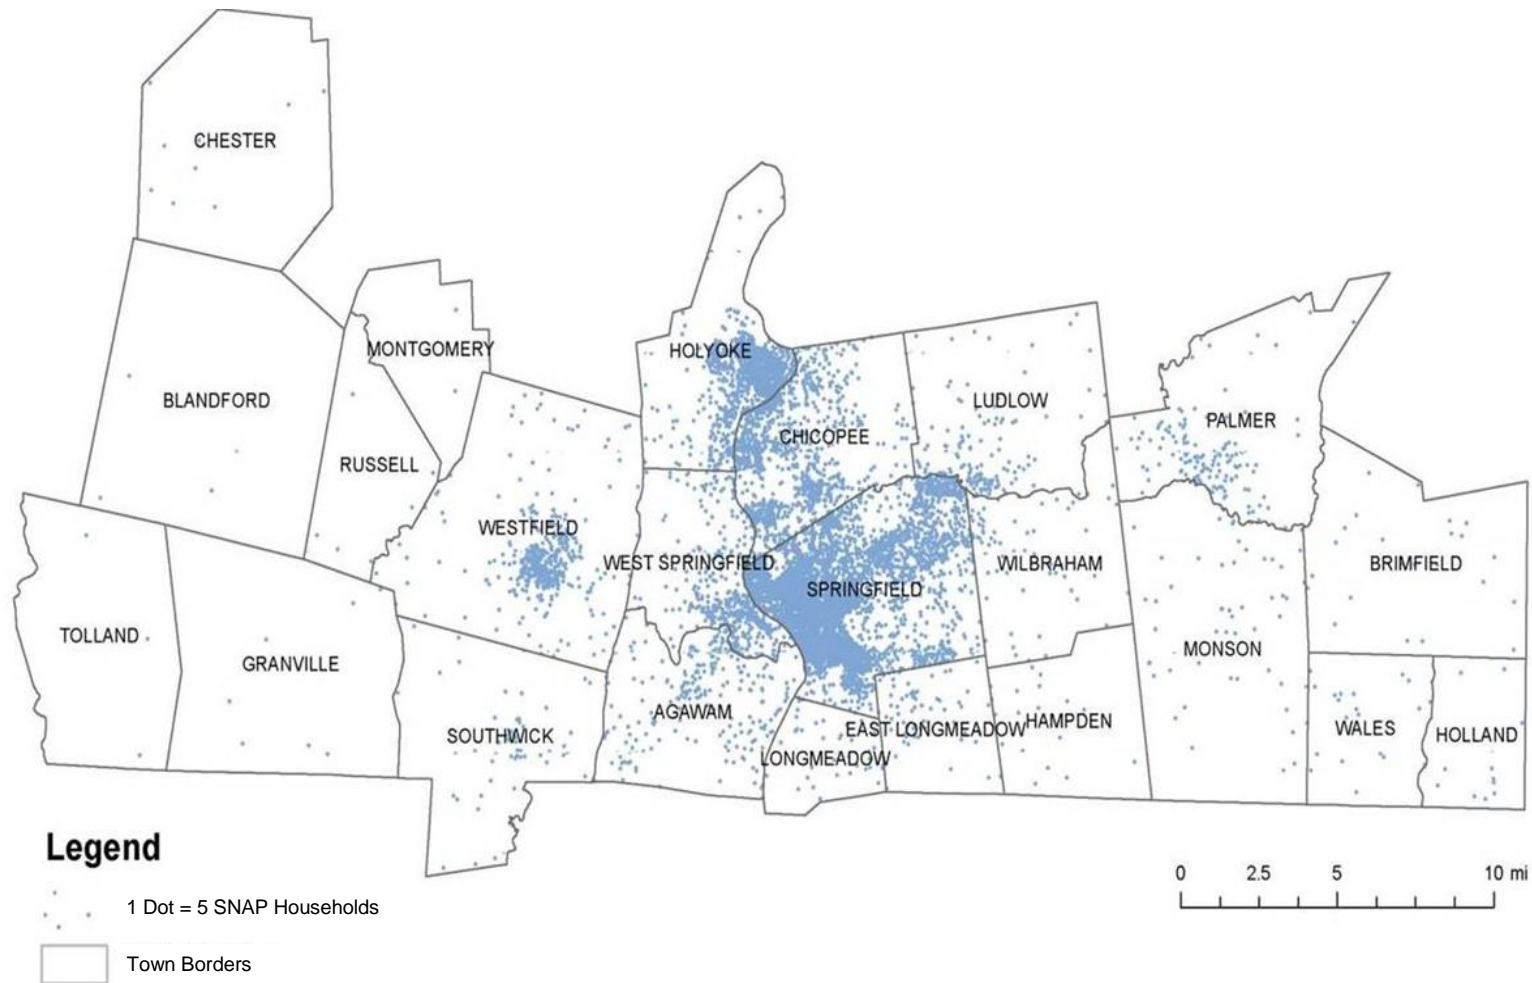 CHESTER
HOLYOKE
MONTGOMERY
BLANDFORD
LUDLOW
PALMER
CHICOPEE
RUSSELL
WESTFIELD
WEST SPRINGFIELD
SPRINGFIELD
WILBRAHAM
BRIMFIELD
TOLLAND
GRANVILLE
MONSON
SOUTHWICK
AGAWAM
EAST LONGMEADOW
HAMPDEN
WALES
HOLLAND
LONGMEADOW
Legend
1 Dot = 5 SNAP Households
Town Borders
0 2.5 5 10 mi